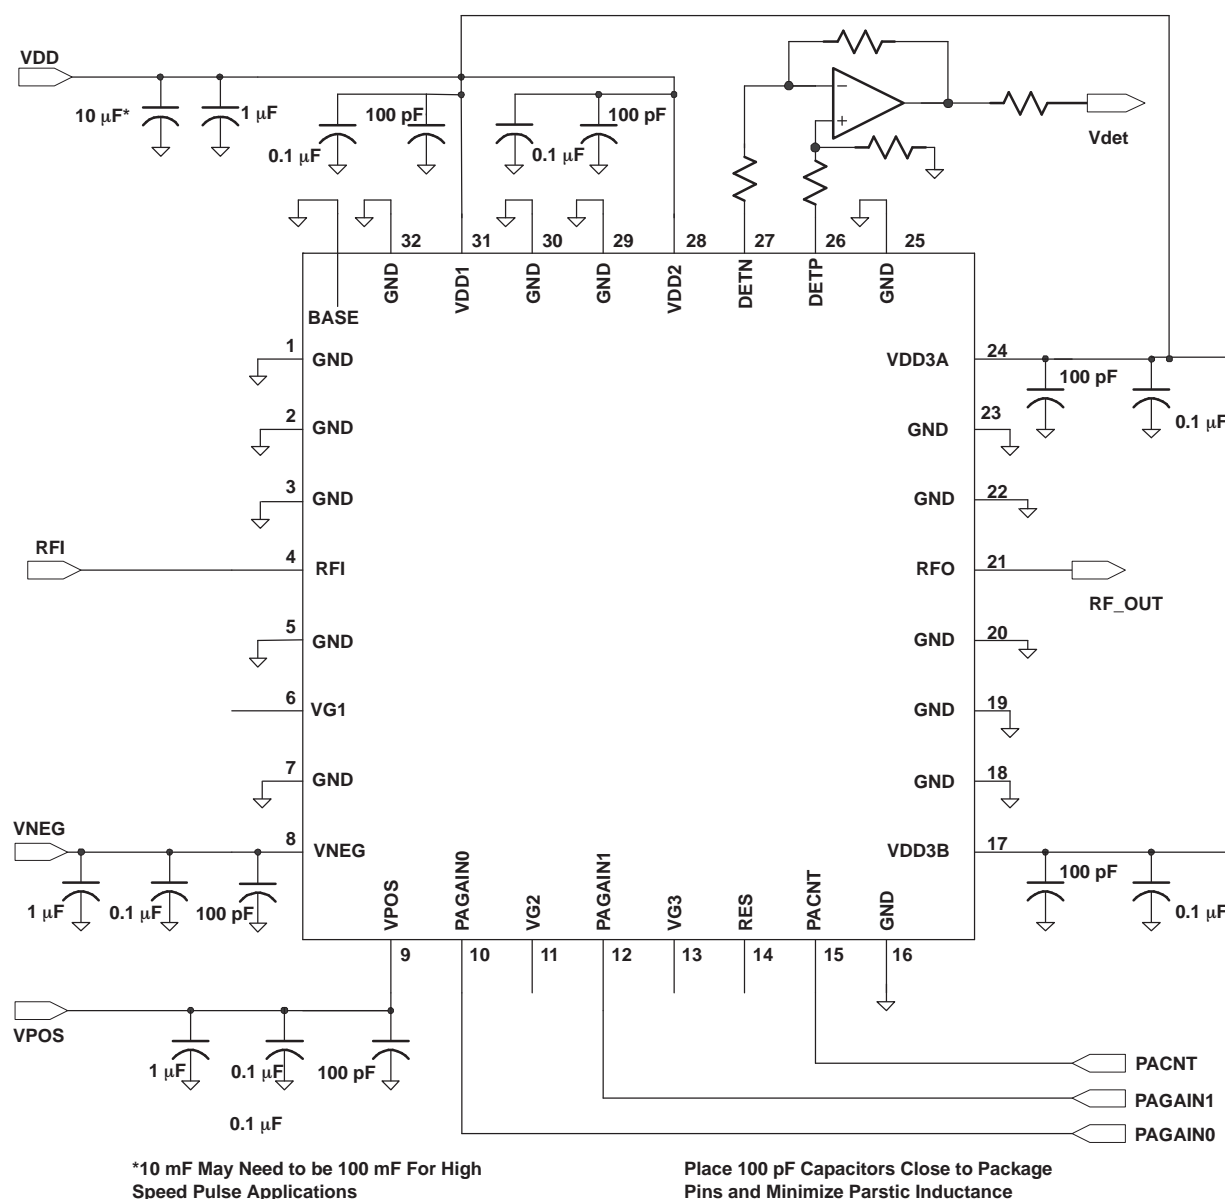 VDD
10 μF*
1 μF
0.1 μF
100 pF
0.1 μF
100 pF
Vdet
32
31
30
29
28
27
26
25
GND
VDD1
GND
GND
VDD2
DETN
DETP
GND
BASE
1
GND
2
GND
3
GND
RFI
4
RFI
5
GND
6
VG1
7
GND
VNEG
8
VNEG
1 μF
0.1 μF
100 pF
VDD3A
24
100 pF
0.1 μF
GND
23
GND
22
RFO
21
RF_OUT
GND
20
GND
19
GND
18
VDD3B
17
100 pF
0.1 μF
VPOS
PAGAIN0
VG2
PAGAIN1
VG3
RES
PACNT
GND
9
10
11
12
13
14
15
16
VPOS
1 μF
0.1 μF
100 pF
0.1 μF
PACNT
PAGAIN1
PAGAIN0
*10 mF May Need to be 100 mF For High
Speed Pulse Applications
Place 100 pF Capacitors Close to Package
Pins and Minimize Parstic Inductance